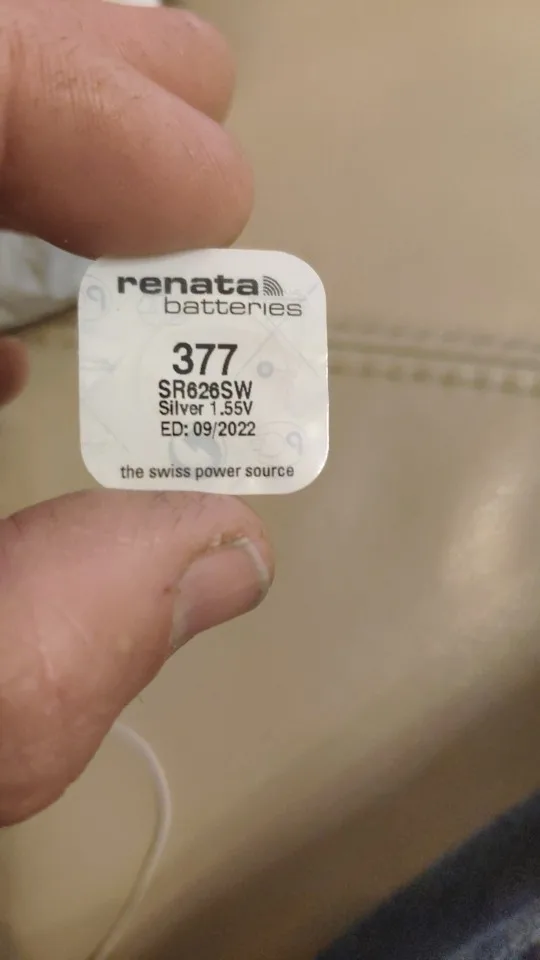 renata
batteries
377
SR626SW
Silver 1.55V
ED: 09/2022
the swiss power source